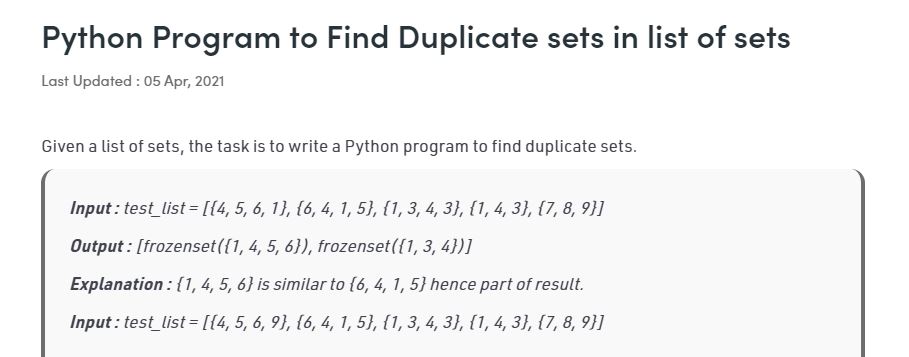 Python Program to Find Duplicate sets in list of sets
Last Updated : 05 Apr, 2021
Given a list of sets, the task is to write a Python program to find duplicate sets.
Input : test_list = [{4, 5, 6, 1}, {6, 4, 1, 5}, {1, 3, 4, 3}, {1, 4, 3}, {7, 8, 9}]
Output : [frozenset({1, 4, 5, 6}), frozenset({1, 3, 4})]
Explanation : {1, 4, 5, 6} is similar to {6, 4, 1, 5} hence part of result.
Input : test_list = [{4, 5, 6, 9}, {6, 4, 1, 5}, {1, 3, 4, 3}, {1, 4, 3}, {7, 8, 9}]